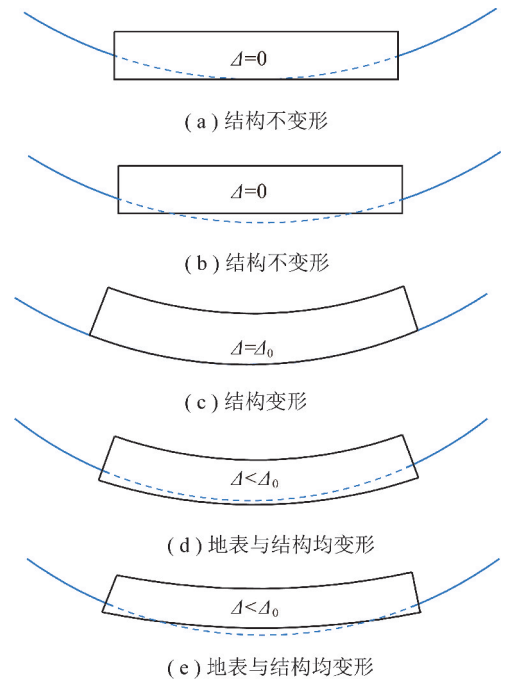 Δ=0
(a)结构不变形
Δ=0
(b)结构不变形
Δ=Δ₀
(c)结构变形
Δ<Δ₀
(d)地表与结构均变形
Δ<Δ₀
(e)地表与结构均变形